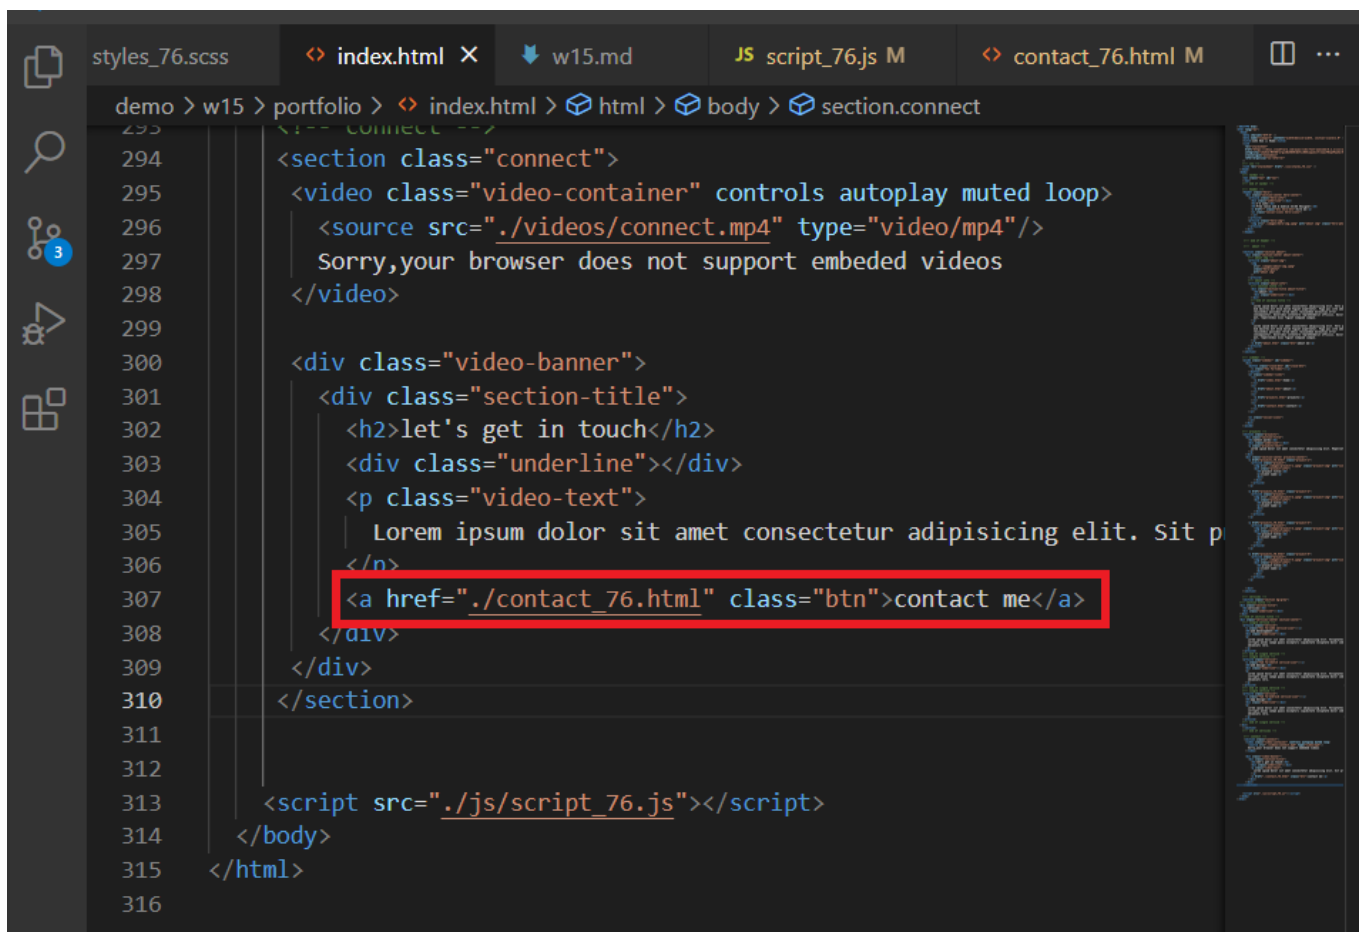 styles_76.scss index.html w15.md JS script_76.js M contact_76.html M
demo > w15 > portfolio > index.html > html > body > section.connect
293 <!-- connect -->
294 <section class="connect">
295 <video class="video-container" controls autoplay muted loop>
296 <source src="./videos/connect.mp4" type="video/mp4"/>
297 Sorry,your browser does not support embeded videos
298 </video>
299
300 <div class="video-banner">
301 <div class="section-title">
302 <h2>let's get in touch</h2>
303 <div class="underline"></div>
304 <p class="video-text">
305 Lorem ipsum dolor sit amet consectetur adipisicing elit. Sit
306 </p>
307 <a href="./contact_76.html" class="btn">contact me</a>
308 </div>
309 </div>
310 </section>
311
312
313 <script src="./js/script_76.js"></script>
314 </body>
315 </html>
316
3